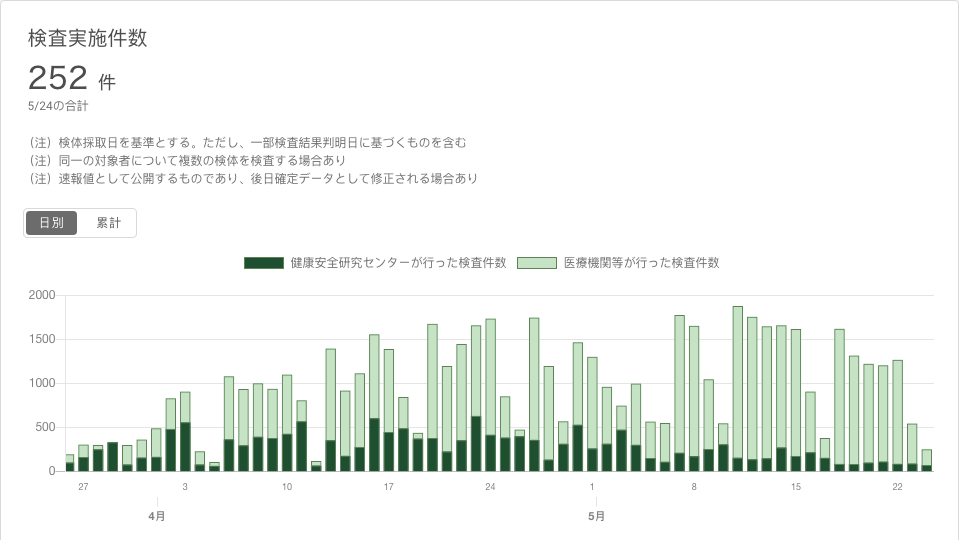 検査実施件数
252 件
5/24の合計
（注）検体採取日を基準とする。ただし、一部検査結果判明日に基づくものを含む
（注）同一の対象者について複数の検体を検査する場合あり
（注）速報値として公開するものであり、後日確定データとして修正される場合あり
日別 累計
健康安全研究センターが行った検査件数 医療機関等が行った検査件数
2000
1500
1000
500
0
27 3 10 17 24 1 8 15 22
4月 5月